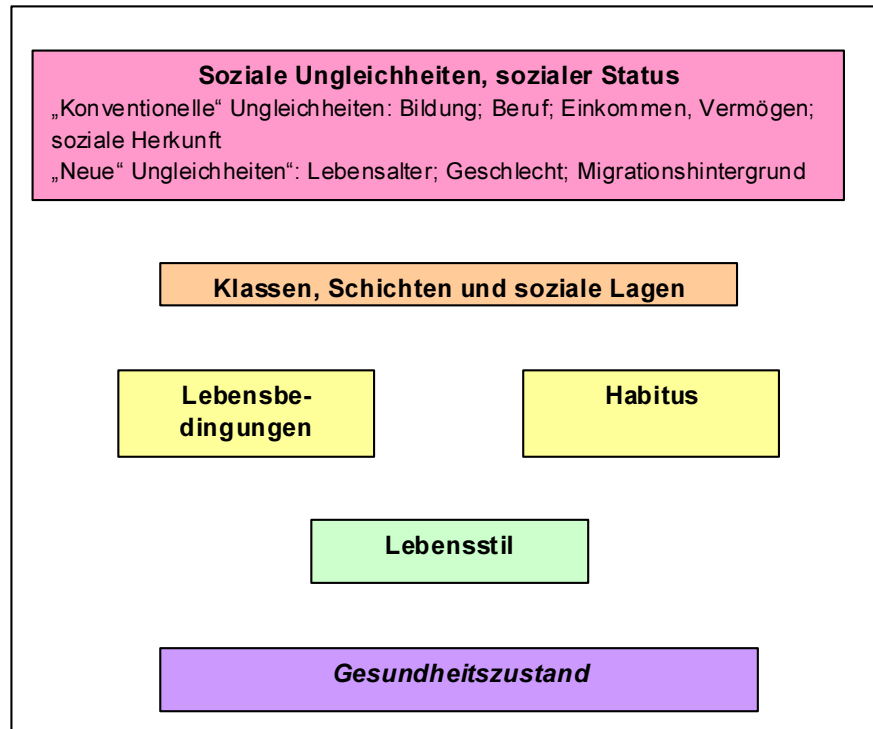 Soziale Ungleichheiten, sozialer Status
„Konventionelle“ Ungleichheiten: Bildung; Beruf; Einkommen, Vermögen;
soziale Herkunft
„Neue“ Ungleichheiten“: Lebensalter; Geschlecht; Migrationshintergrund
Klassen, Schichten und soziale Lagen
Lebensbe-
dingungen
Habitus
Lebensstil
Gesundheitszustand